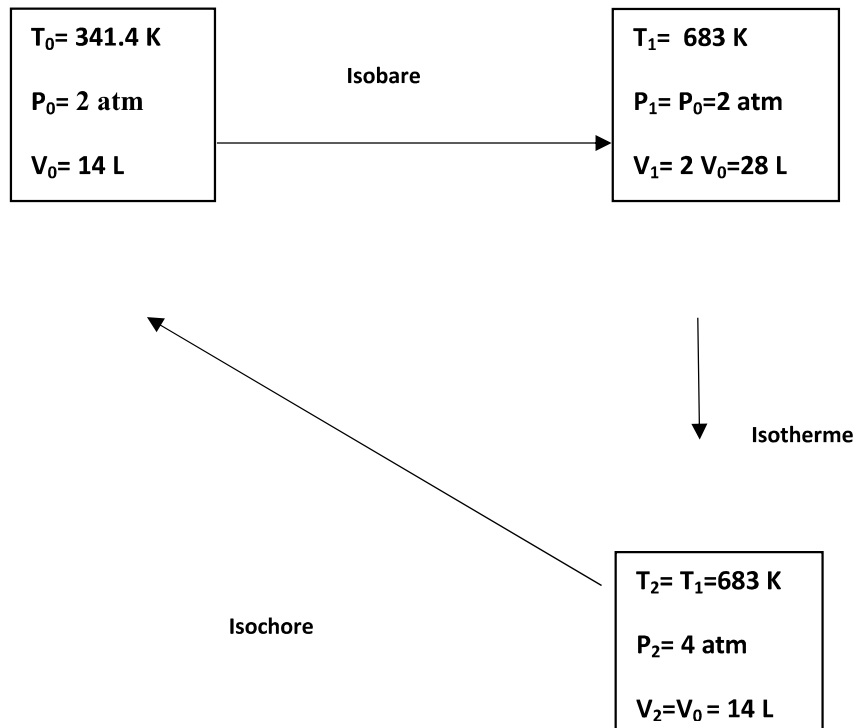 T₀= 341.4 K
P₀= 2 atm
V₀= 14 L
Isobare
T₁=  683 K
P₁= P₀=2 atm
V₁= 2 V₀=28 L
Isotherme
Isochore
T₂= T₁=683 K
P₂= 4 atm
V₂=V₀ = 14 L